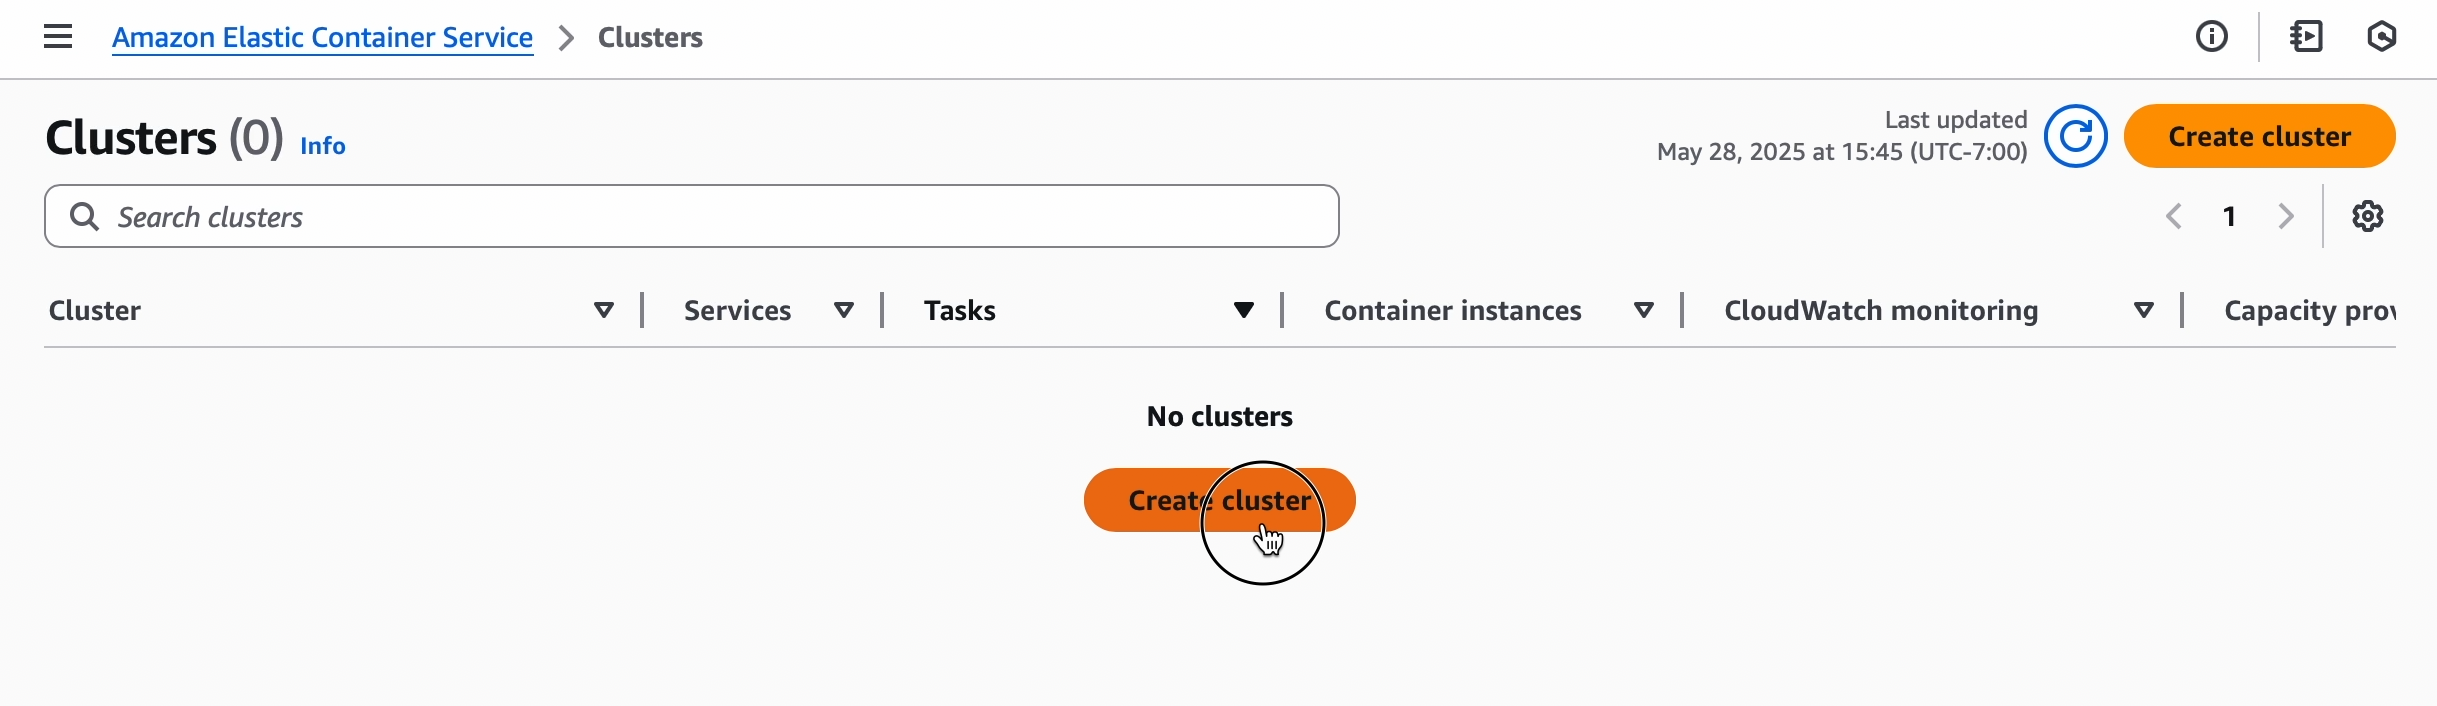 Amazon Elastic Container Service > Clusters
Clusters (0) Info
Last updated
May 28, 2025 at 15:45 (UTC-7:00)
Create cluster
Search clusters
1
Cluster Services Tasks Container instances CloudWatch monitoring Capacity prov
No clusters
Create cluster